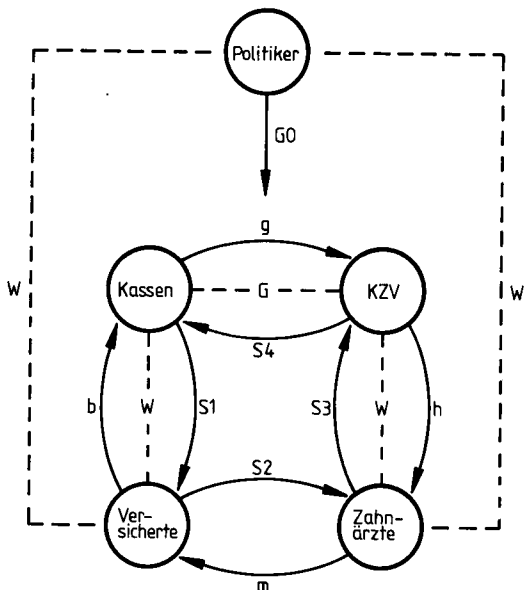 Politiker
GO
g
W
Kassen
G
KZV
W
S4
b
W
S1
S3
W
h
S2
Ver-
sicherte
Zahn-
ärzte
m